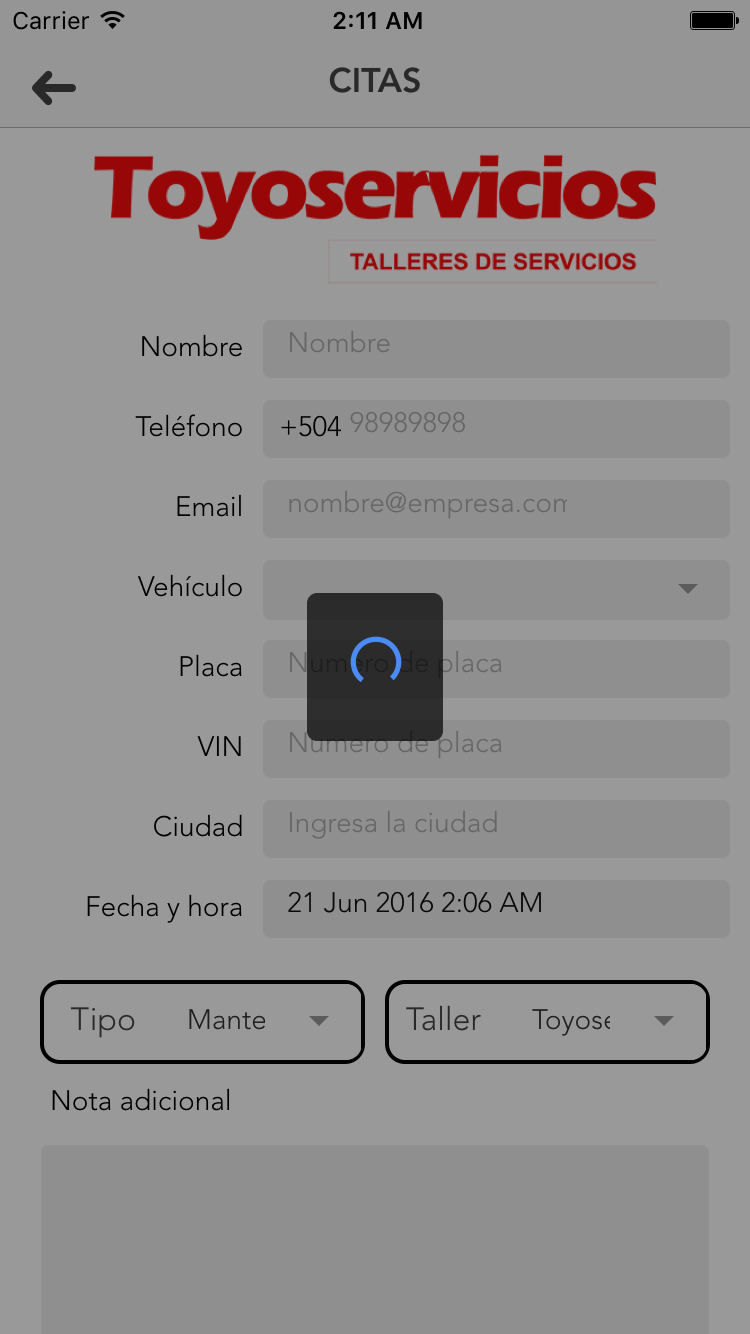 Carrier 2:11 AM
CITAS
Toyoservicios
TALLERES DE SERVICIOS
Nombre Nombre
Teléfono +504 98989898
Email nombre@empresa.com
Vehículo
Placa Numero de placa
VIN Numero de placa
Ciudad Ingresa la ciudad
Fecha y hora 21 Jun 2016 2:06 AM
Tipo Mante Taller Toyose
Nota adicional